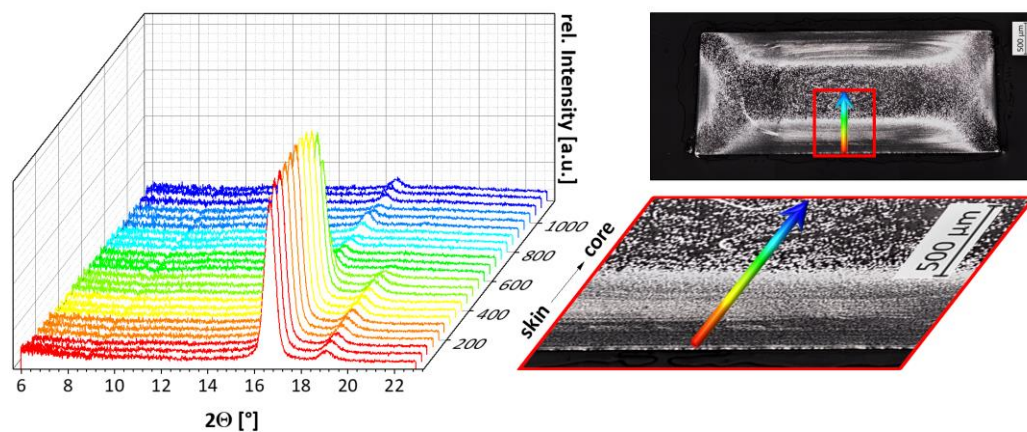 rel. Intensity [a.u.]
1000
800
600
400
200
skin → core
6 8 10 12 14 16 18 20 22
2Θ [°]
500 µm
500 µm